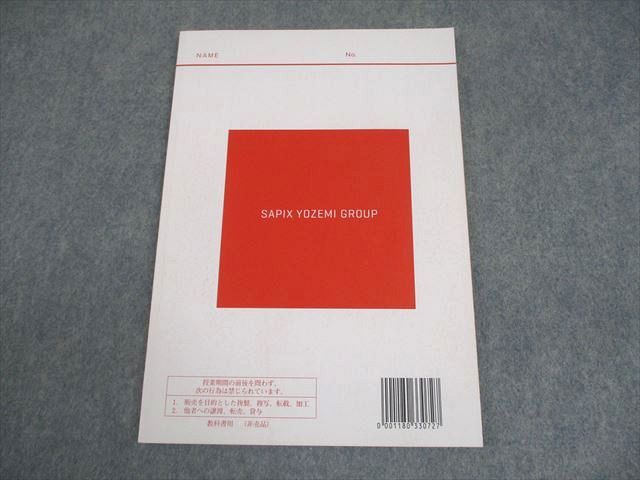 NAME No.
SAPIX YOZEMI GROUP
授業期間の前後を問わず、
次の行為は禁じられています。
1. 販売を目的とした複製、複写、転載、加工
2. 他者への譲渡、転売、貸与
教科書用 (非売品)
D001180330727